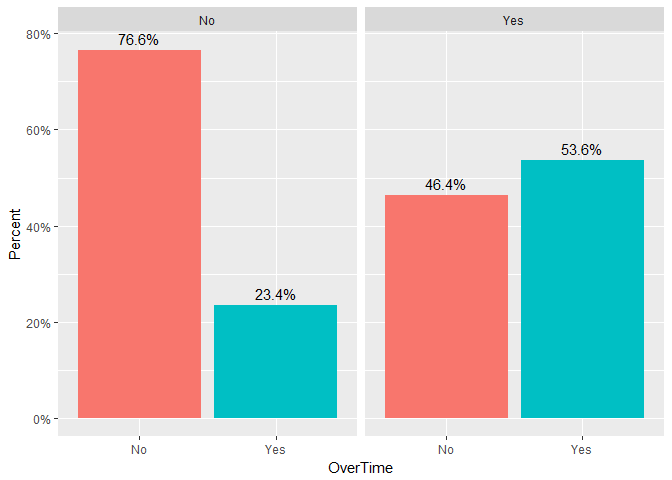 No Yes
80%
60%
40%
20%
0%
Percent
76.6%
23.4%
46.4%
53.6%
No Yes No Yes
OverTime